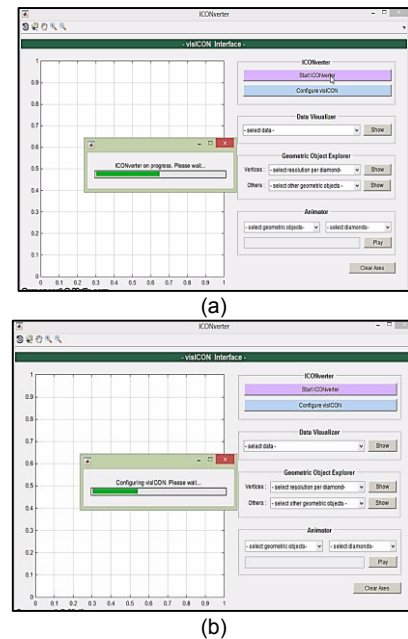 ICONverter
- visICON Interface -
1
0.9
0.8
0.7
0.6
0.5
0.4
0.3
0.2
0.1
0
0 0.1 0.2 0.3 0.4 0.5 0.6 0.7 0.8 0.9 1
ICONverter on progress. Please wait...
ICONverter
Start ICONverter
Configure visICON
Data Visualizer
- select data - Show
Geometric Object Explorer
Vertices : - select resolution per diamond- Show
Others : - select other geometric objects - Show
Animator
- select geometric objects- - select diamonds-
Play
Clear Axes
(a)
ICONverter
- visICON Interface -
1
0.9
0.8
0.7
0.6
0.5
0.4
0.3
0.2
0.1
0
0 0.1 0.2 0.3 0.4 0.5 0.6 0.7 0.8 0.9 1
Configuring visICON. Please wait...
ICONverter
Start ICONverter
Configure visICON
Data Visualizer
- select data - Show
Geometric Object Explorer
Vertices : - select resolution per diamond- Show
Others : - select other geometric objects - Show
Animator
- select geometric objects- - select diamonds-
Play
Clear Axes
(b)